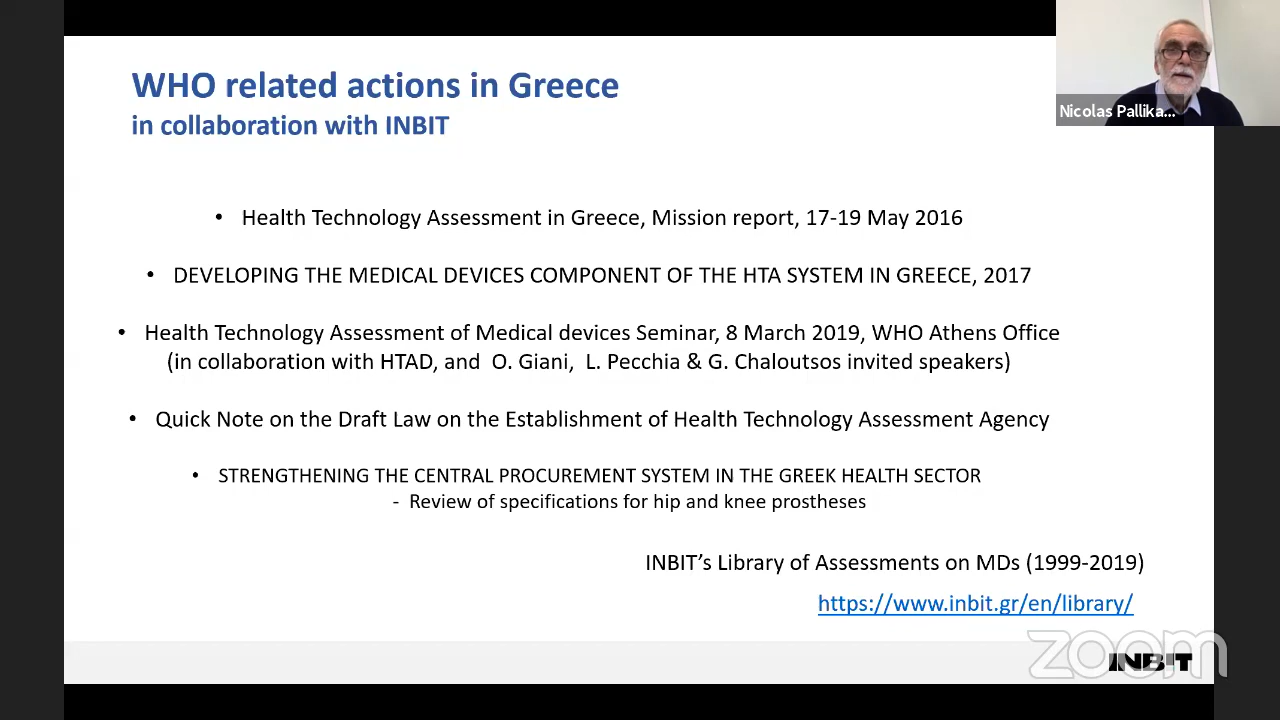 WHO related actions in Greece
in collaboration with INBIT
Nicolas Pallika...
• Health Technology Assessment in Greece, Mission report, 17-19 May 2016
• DEVELOPING THE MEDICAL DEVICES COMPONENT OF THE HTA SYSTEM IN GREECE, 2017
• Health Technology Assessment of Medical devices Seminar, 8 March 2019, WHO Athens Office
(in collaboration with HTAD, and O. Giani, L. Pecchia & G. Chaloutsos invited speakers)
• Quick Note on the Draft Law on the Establishment of Health Technology Assessment Agency
• STRENGTHENING THE CENTRAL PROCUREMENT SYSTEM IN THE GREEK HEALTH SECTOR
- Review of specifications for hip and knee prostheses
INBIT’s Library of Assessments on MDs (1999-2019)
https://www.inbit.gr/en/library/
zoom
INBIT